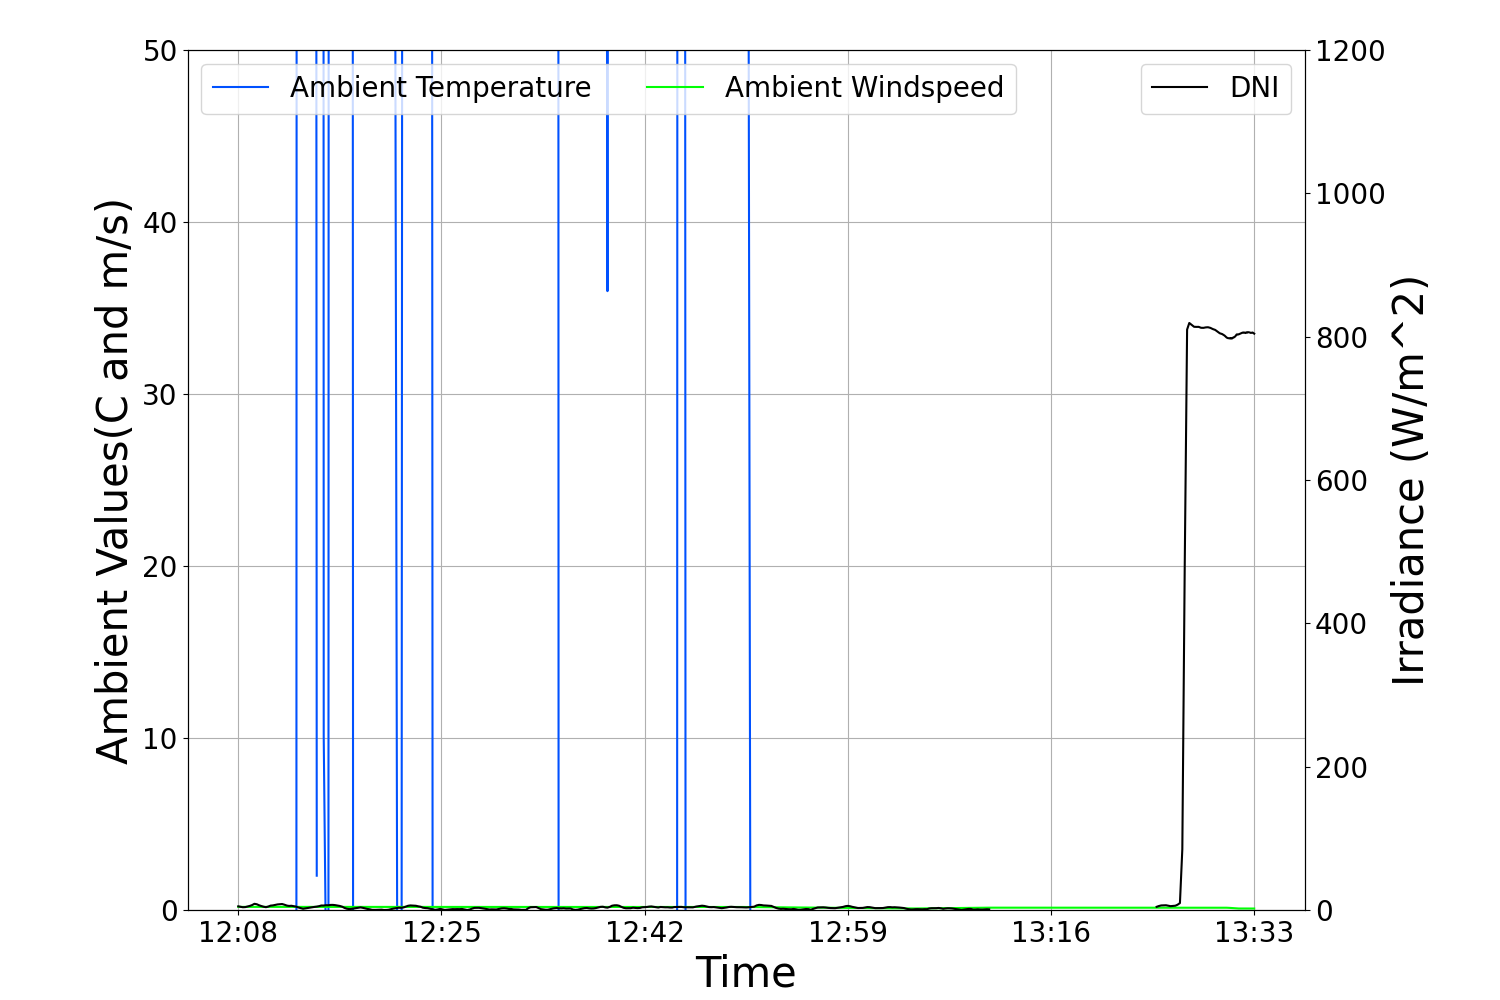 Ambient Temperature Ambient Windspeed DNI
50
40
30
20
10
0
Ambient Values(C and m/s)
1200
1000
800
600
400
200
0
Irradiance (W/m^2)
12:08 12:25 12:42 12:59 13:16 13:33
Time